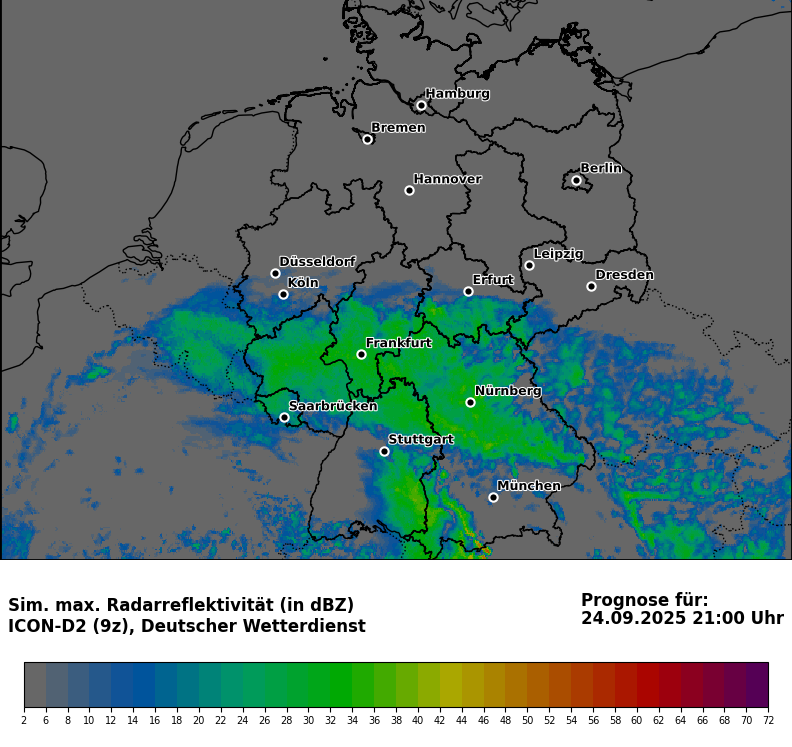 Hamburg
Bremen
Berlin
Hannover
Leipzig
Düsseldorf
Dresden
Erfurt
Köln
Frankfurt
Nürnberg
Saarbrücken
Stuttgart
München
Sim. max. Radarreflektivität (in dBZ)
ICON-D2 (9z), Deutscher Wetterdienst
Prognose für:
24.09.2025 21:00 Uhr
2 6 8 10 12 14 16 18 20 22 24 26 28 30 32 34 36 38 40 42 44 46 48 50 52 54 56 58 60 62 64 66 68 70 72